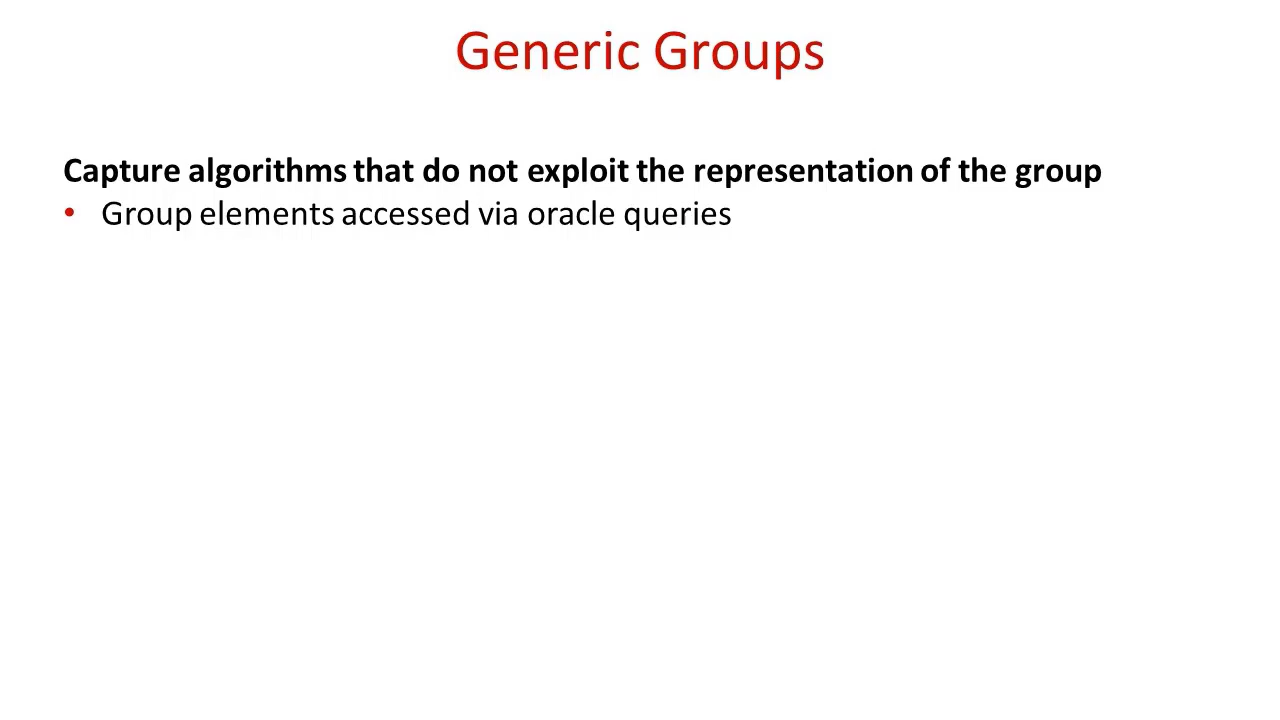 Generic Groups
Capture algorithms that do not exploit the representation of the group
• Group elements accessed via oracle queries